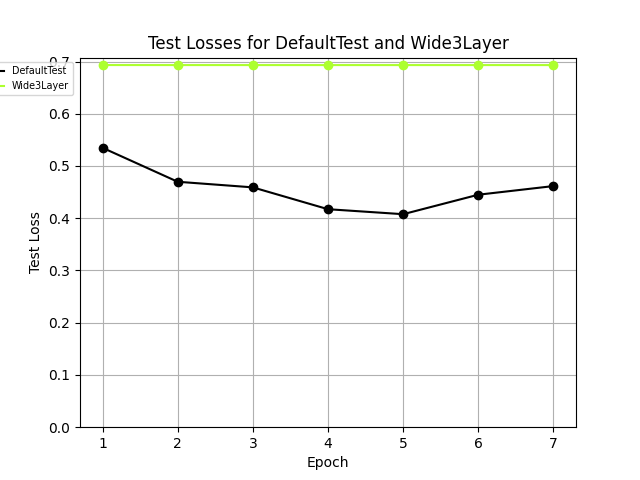 Test Losses for DefaultTest and Wide3Layer
DefaultTest
Wide3Layer
0.7
0.6
0.5
0.4
0.3
0.2
0.1
0.0
Test Loss
1 2 3 4 5 6 7
Epoch